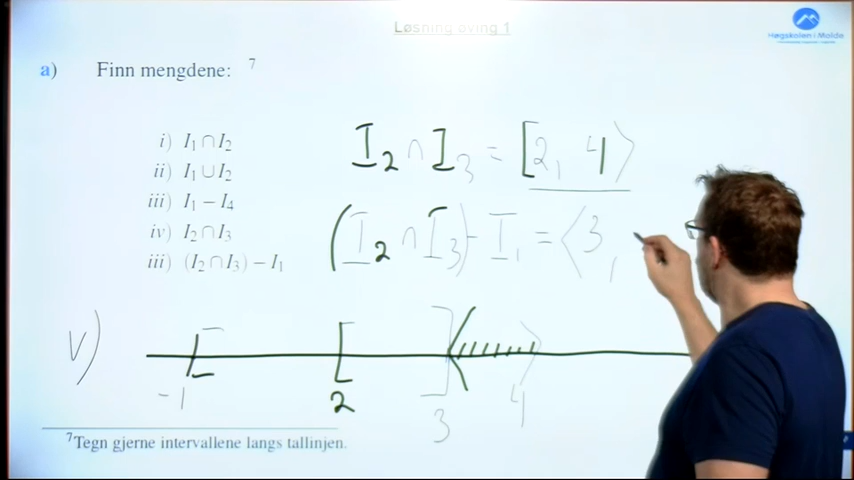 Løsning øving 1
Høgskolen i Molde
a) Finn mengdene: 7
i) I₁ ∩ I₂
ii) I₁ ∪ I₂
iii) I₁ − I₄
iv) I₂ ∩ I₃
iii) (I₂ ∩ I₃) − I₁
I₂ ∩ I₃ = [2, 4⟩
(I₂ ∩ I₃) - I₁ = ⟨3,
V)
-1 2 3 4
7Tegn gjerne intervallene langs tallinjen.